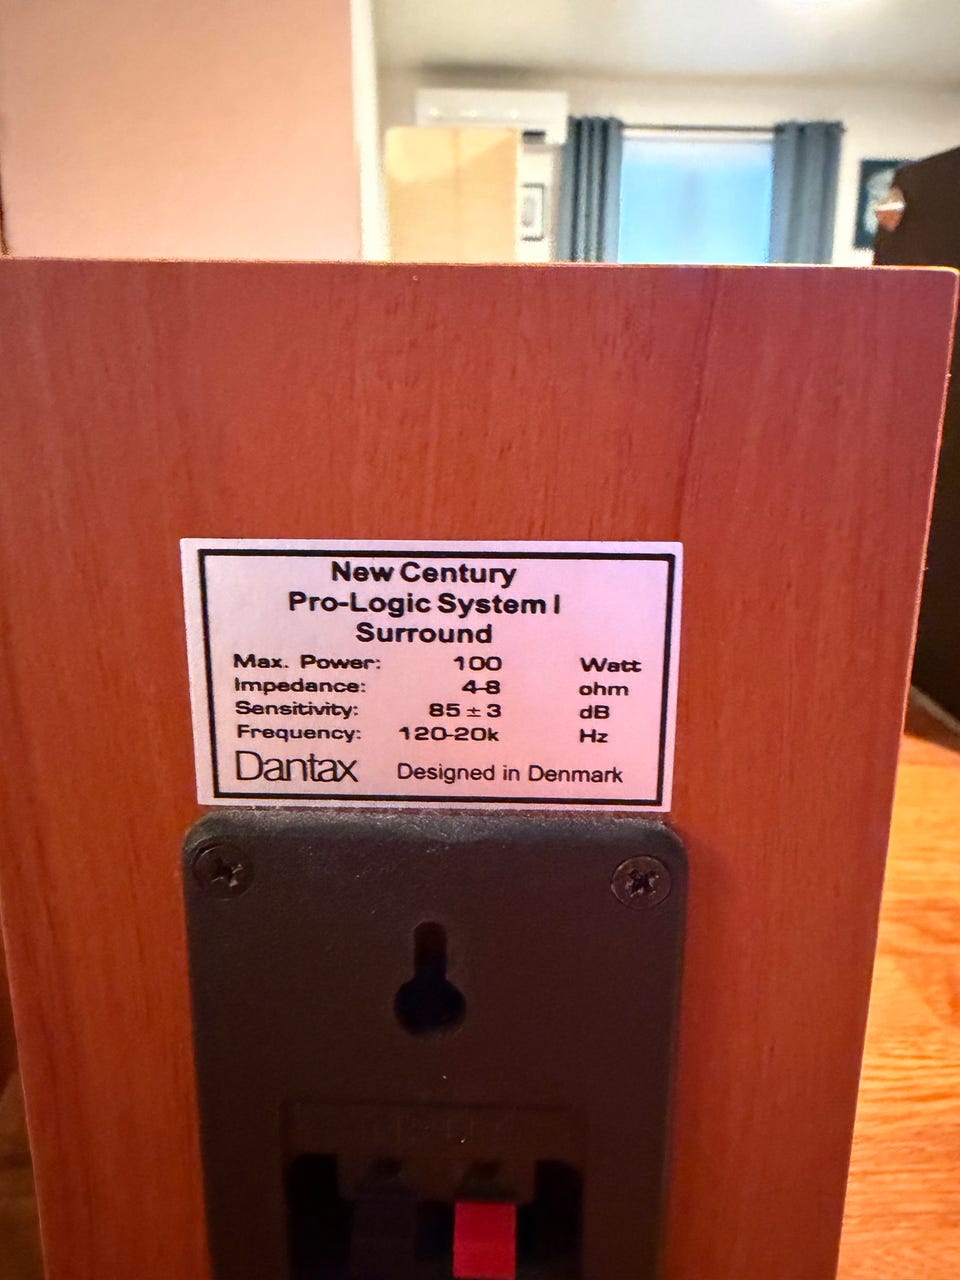 New Century
Pro-Logic System I
Surround
Max. Power: 100 Watt
Impedance: 4-8 ohm
Sensitivity: 85 ± 3 dB
Frequency: 120-20k Hz
Dantax Designed in Denmark